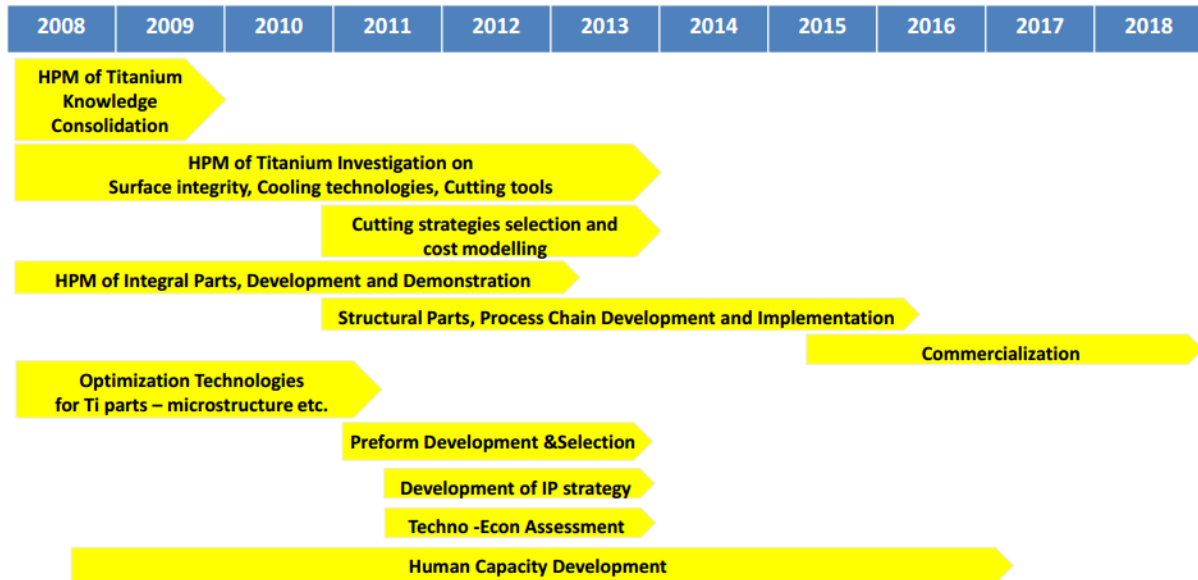 2008 2009 2010 2011 2012 2013 2014 2015 2016 2017 2018
HPM of Titanium
Knowledge
Consolidation
HPM of Titanium Investigation on
Surface integrity, Cooling technologies, Cutting tools
Cutting strategies selection and
cost modelling
HPM of Integral Parts, Development and Demonstration
Structural Parts, Process Chain Development and Implementation
Commercialization
Optimization Technologies
for Ti parts – microstructure etc.
Preform Development &Selection
Development of IP strategy
Techno -Econ Assessment
Human Capacity Development